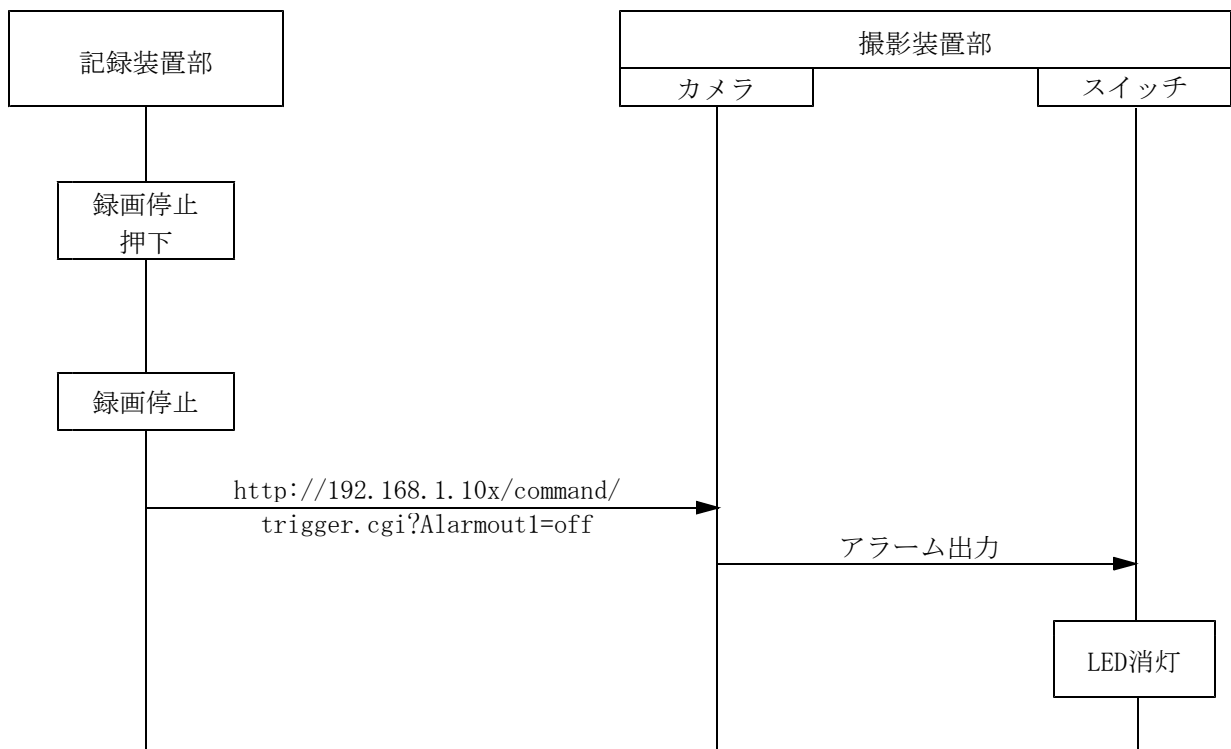 記録装置部
撮影装置部
カメラ
スイッチ
録画停止
押下
録画停止
http://192.168.1.10x/command/
trigger.cgi?Alarmout1=off
アラーム出力
LED消灯